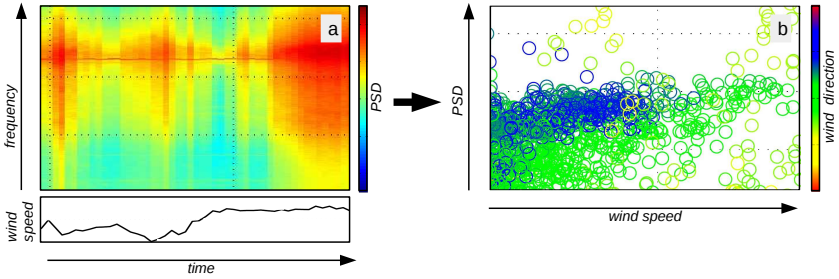 a
frequency
PSD
wind
speed
time
b
PSD
wind speed
wind direction